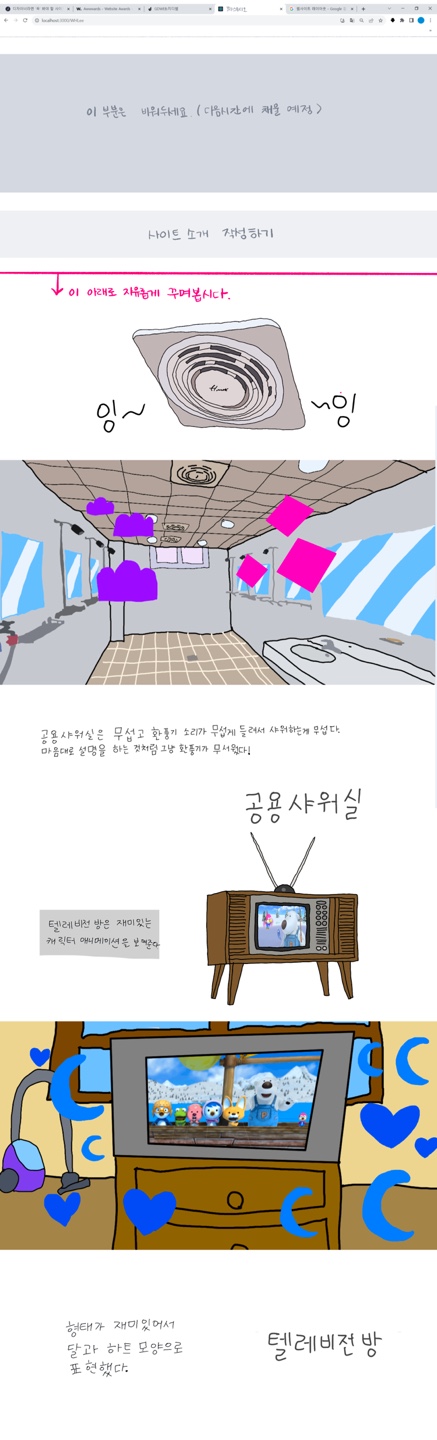 localhost
이 부분은 비워두세요. (다음시간에 채울 예정)
사이트 소개 작성하기
이 아래로 자유롭게 꾸며봅시다.
잉~
~잉
공용샤워실은 무섭고 환풍기 소리가 무섭게 들려서 샤워하는게 무섭다.
마음대로 설명을 하는 것처럼 그냥 환풍기가 무서웠다!
공용샤워실
텔레비전 방은 재미있는
캐릭터 애니메이션을 보여준다
형태가 재미있어서
달과 하트 모양으로
표현했다.
텔레비전방